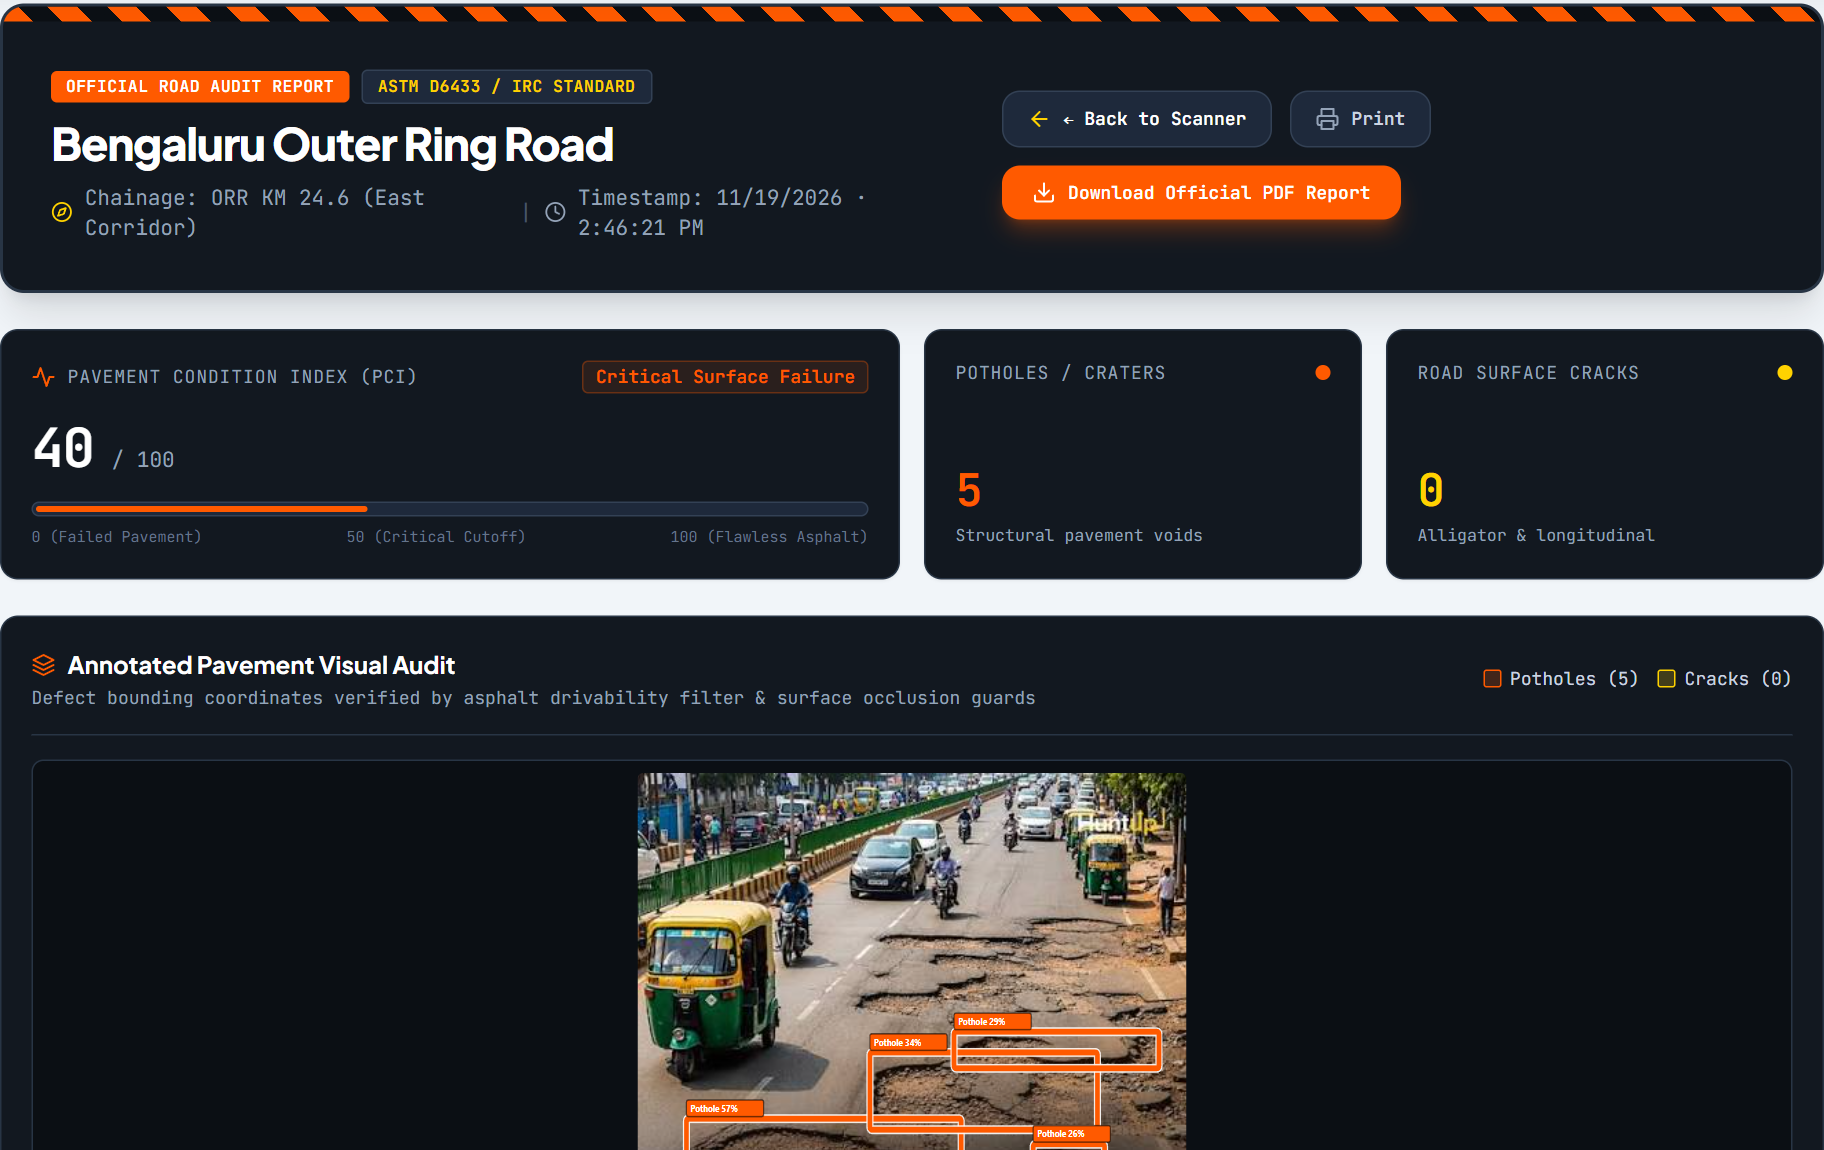 OFFICIAL ROAD AUDIT REPORT
ASTM D6433 / IRC STANDARD
Bengaluru Outer Ring Road
Chainage: ORR KM 24.6 (East
Corridor)
|
Timestamp: 11/19/2026 ·
2:46:21 PM
← Back to Scanner
Print
Download Official PDF Report
PAVEMENT CONDITION INDEX (PCI)
Critical Surface Failure
40 / 100
0 (Failed Pavement)
50 (Critical Cutoff)
100 (Flawless Asphalt)
POTHOLES / CRATERS
5
Structural pavement voids
ROAD SURFACE CRACKS
0
Alligator & longitudinal
Annotated Pavement Visual Audit
Defect bounding coordinates verified by asphalt drivability filter & surface occlusion guards
Potholes (5)
Cracks (0)
HuntUp
Pothole 29%
Pothole 34%
Pothole 57%
Pothole 26%